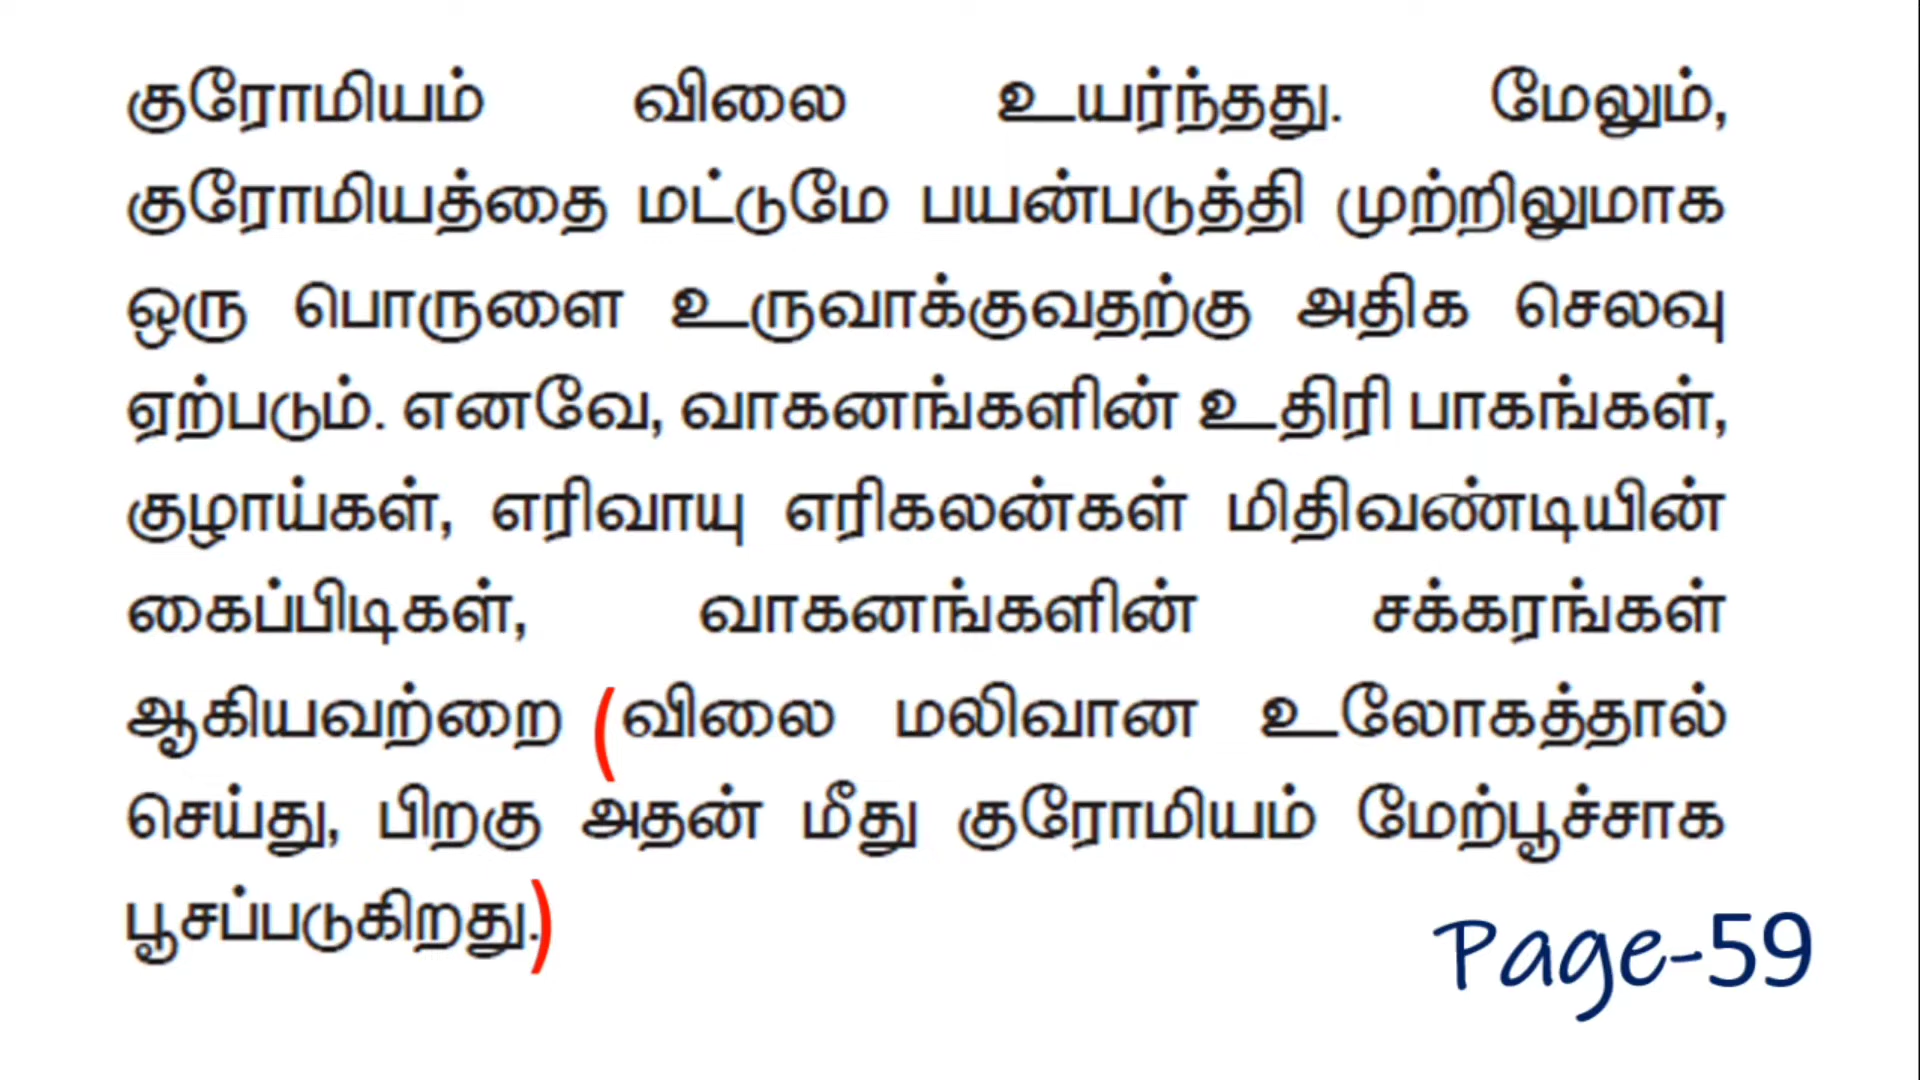 குரோமியம் விலை உயர்ந்தது. மேலும்,
குரோமியத்தை மட்டுமே பயன்படுத்தி முற்றிலுமாக
ஒரு பொருளை உருவாக்குவதற்கு அதிக செலவு
ஏற்படும். எனவே, வாகனங்களின் உதிரி பாகங்கள்,
குழாய்கள், எரிவாயு எரிகலன்கள் மிதிவண்டியின்
கைப்பிடிகள், வாகனங்களின் சக்கரங்கள்
ஆகியவற்றை (விலை மலிவான உலோகத்தால்
செய்து, பிறகு அதன் மீது குரோமியம் மேற்பூச்சாக
பூசப்படுகிறது.)
Page-59